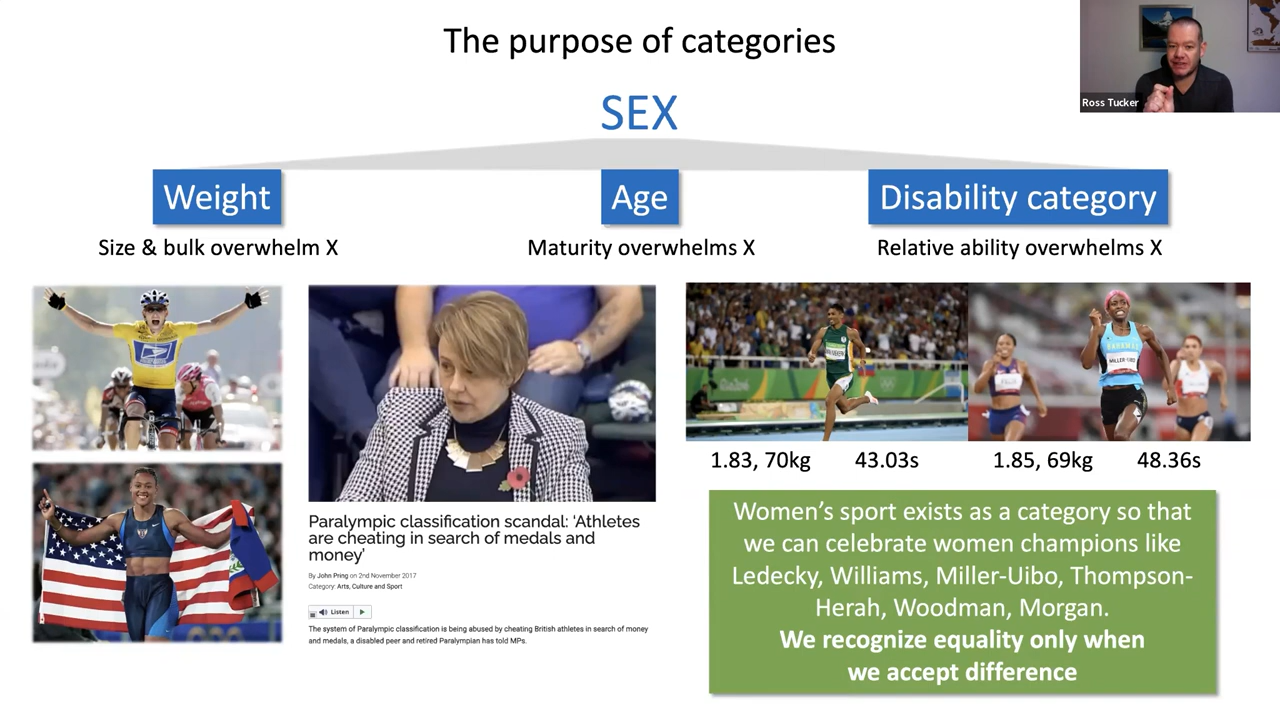 The purpose of categories
Ross Tucker
SEX
Weight
Age
Disability category
Size & bulk overwhelm X
Maturity overwhelms X
Relative ability overwhelms X
BAHAMAS
MILLER-UIBO
1.83, 70kg
43.03s
1.85, 69kg
48.36s
Paralympic classification scandal: ‘Athletes
are cheating in search of medals and
money’
By John Pring on 2nd November 2017
Category: Arts, Culture and Sport
Listen
The system of Paralympic classification is being abused by cheating British athletes in search of money
and medals, a disabled peer and retired Paralympian has told MPs.
Women’s sport exists as a category so that
we can celebrate women champions like
Ledecky, Williams, Miller-Uibo, Thompson-
Herah, Woodman, Morgan.
We recognize equality only when
we accept difference